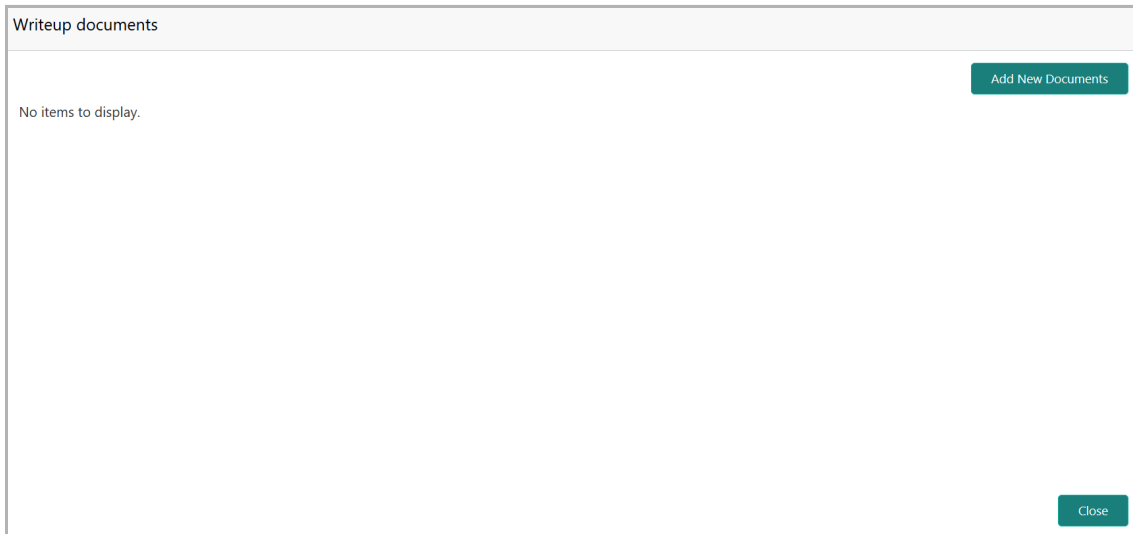 Writeup documents
Add New Documents
No items to display.
Close